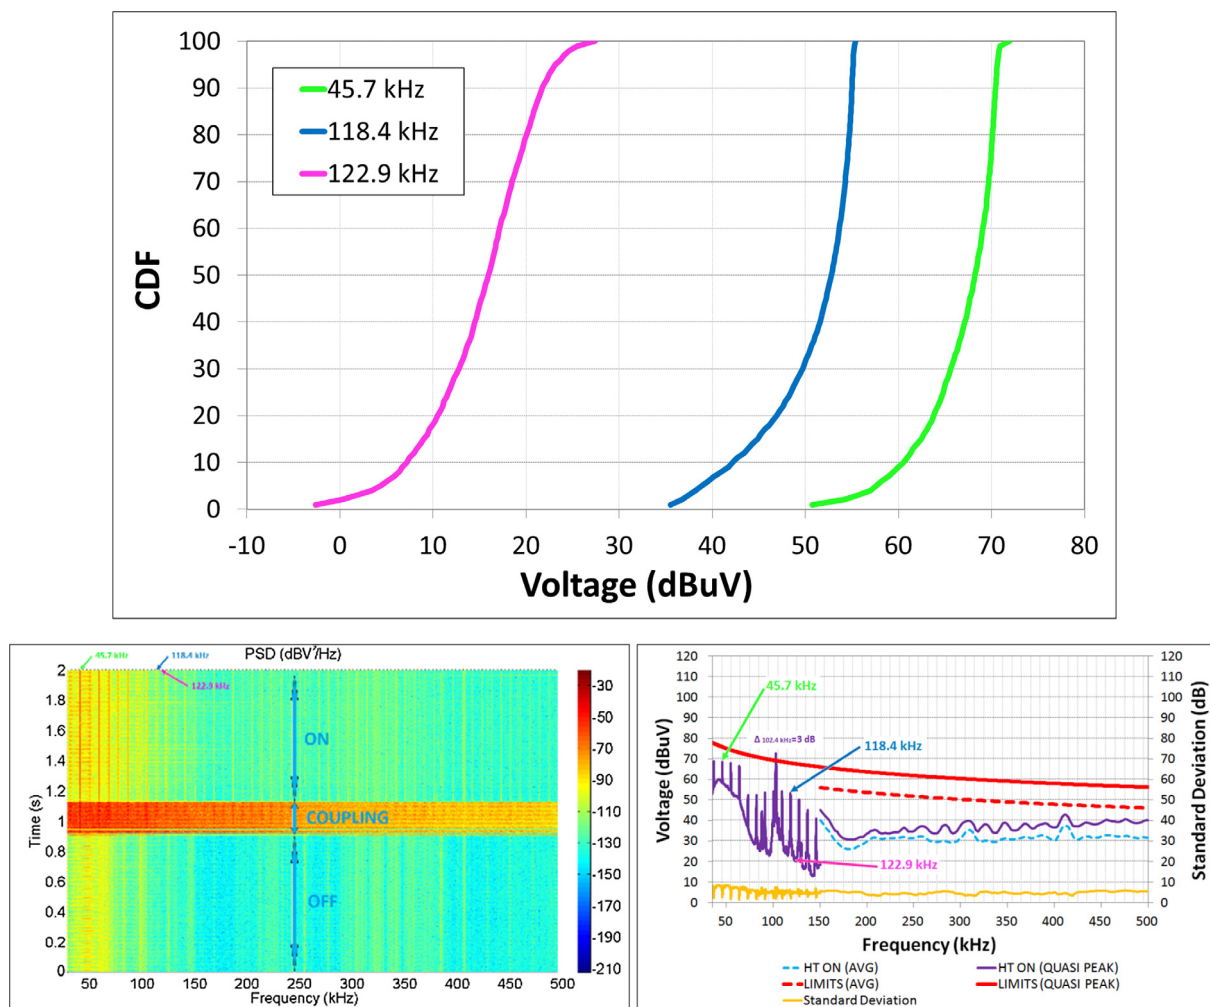 100
90
80
70
60
50
40
30
20
10
0
CDF
45.7 kHz
118.4 kHz
122.9 kHz
-10 0 10 20 30 40 50 60 70 80
Voltage (dBuV)
45.7 kHz
118.4 kHz
PSD (dBV²/Hz)
122.9 kHz
2
1.8
1.6
1.4
1.2
1
0.8
0.6
0.4
0.2
0
Time (s)
ON
COUPLING
OFF
-30
-50
-70
-90
-110
-130
-150
-170
-190
-210
50 100 150 200 250 300 350 400 450 500
Frequency (kHz)
120 120
110 110
100 100
90 90
80 80
70 70
60 60
50 50
40 40
30 30
20 20
10 10
0 0
Voltage (dBuV)
Standard Deviation (dB)
45.7 kHz
Δ 102.4 kHz=3 dB
118.4 kHz
122.9 kHz
50 100 150 200 250 300 350 400 450 500
Frequency (kHz)
HT ON (AVG) HT ON (QUASI PEAK)
LIMITS (AVG) LIMITS (QUASI PEAK)
Standard Deviation